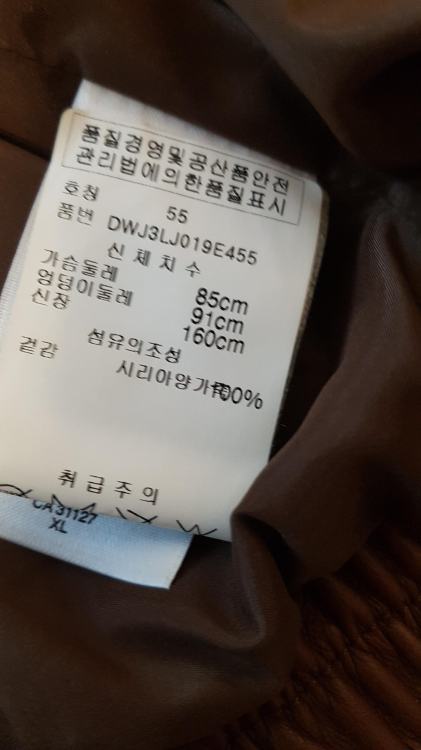 품질경영및공산품안전
관리법에의한품질표시
호칭 55
품번 DWJ3LJ019E455
신체치수
가슴둘레 85cm
엉덩이둘레 91cm
신장 160cm
섬유의조성
겉감 시리아양가죽100%
취급주의
CA 31127
XL